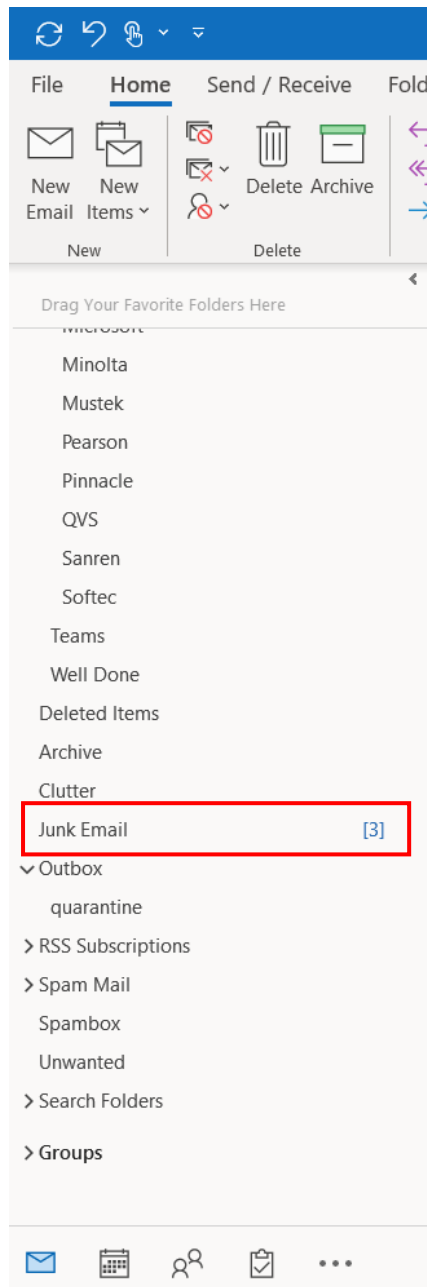 File Home Send / Receive Fold
New Email
New Items
Delete Archive
New Delete
Drag Your Favorite Folders Here
Microsoft
Minolta
Mustek
Pearson
Pinnacle
QVS
Sanren
Softec
Teams
Well Done
Deleted Items
Archive
Clutter
Junk Email [3]
Outbox
quarantine
RSS Subscriptions
Spam Mail
Spambox
Unwanted
Search Folders
Groups